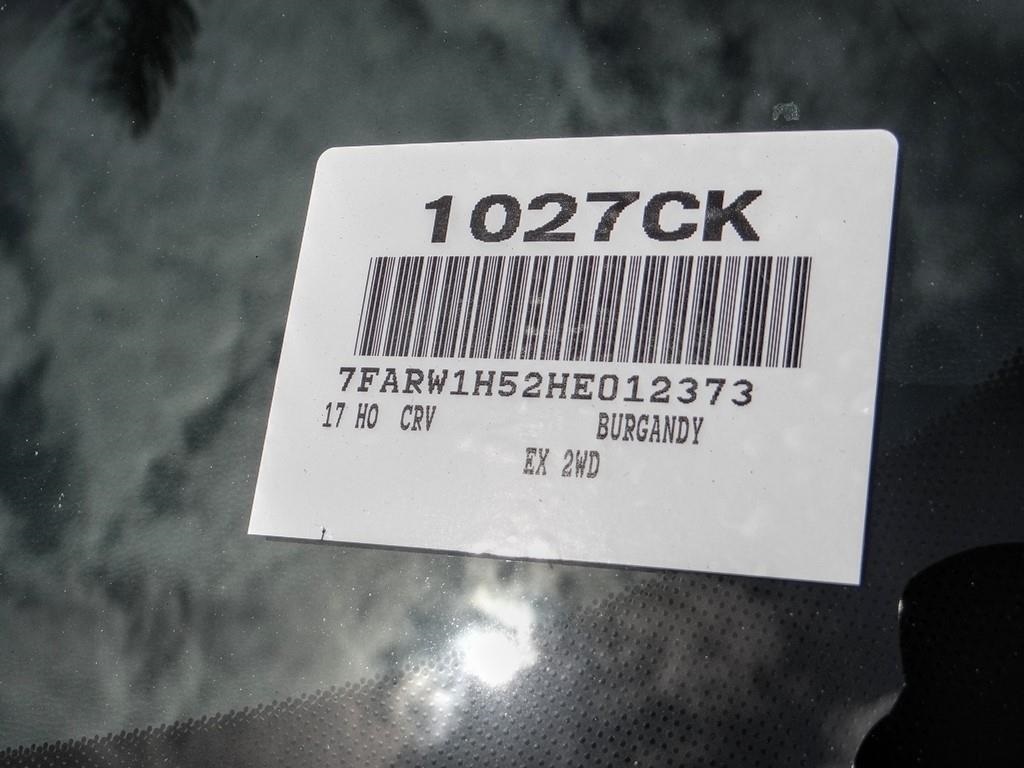 1027CK
7FARW1H52HE012373
17 HO CRV BURGANDY
EX 2WD